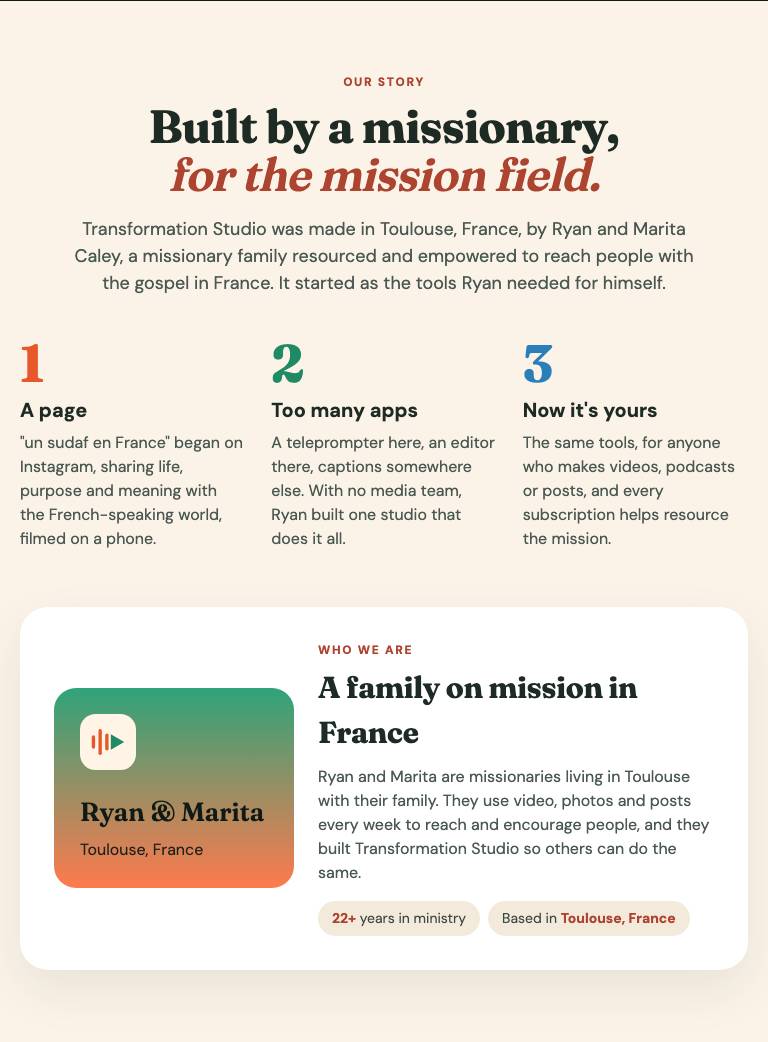 OUR STORY
Built by a missionary,
for the mission field.
Transformation Studio was made in Toulouse, France, by Ryan and Marita
Caley, a missionary family resourced and empowered to reach people with
the gospel in France. It started as the tools Ryan needed for himself.
1
A page
"un sudaf en France" began on
Instagram, sharing life,
purpose and meaning with
the French-speaking world,
filmed on a phone.
2
Too many apps
A teleprompter here, an editor
there, captions somewhere
else. With no media team,
Ryan built one studio that
does it all.
3
Now it's yours
The same tools, for anyone
who makes videos, podcasts
or posts, and every
subscription helps resource
the mission.
Ryan & Marita
Toulouse, France
WHO WE ARE
A family on mission in
France
Ryan and Marita are missionaries living in Toulouse
with their family. They use video, photos and posts
every week to reach and encourage people, and they
built Transformation Studio so others can do the
same.
22+ years in ministry
Based in Toulouse, France